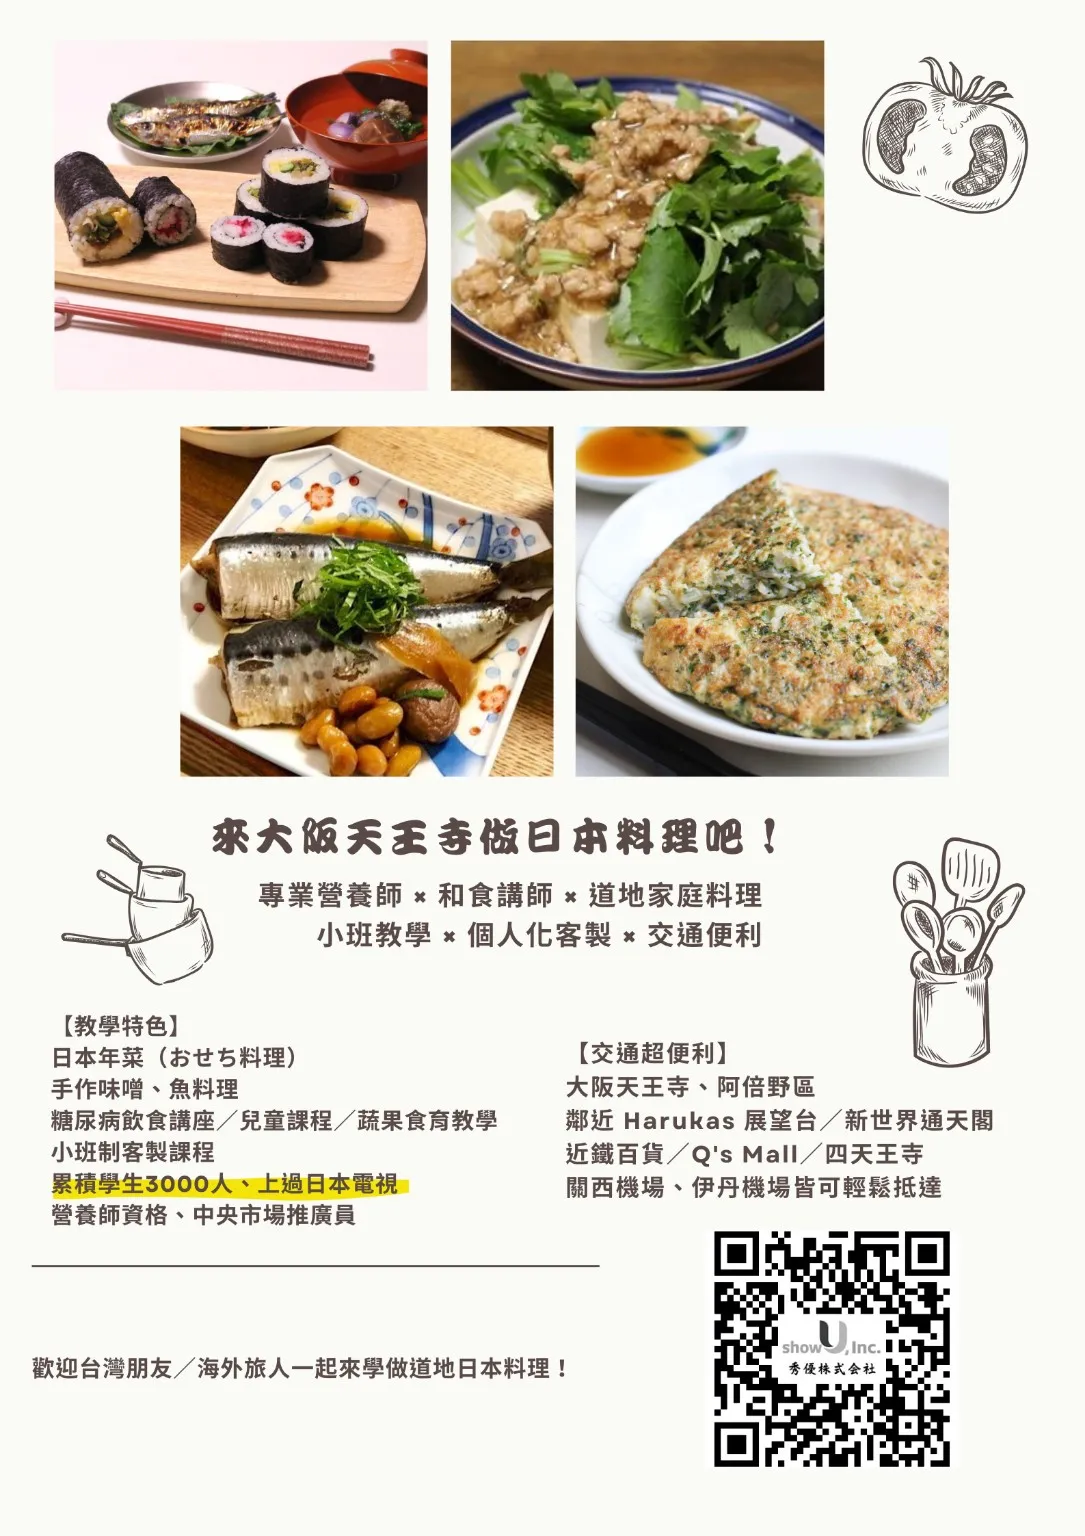 來大阪天王寺做日本料理吧！
專業營養師 × 和食講師 × 道地家庭料理
小班教學 × 個人化客製 × 交通便利
【教學特色】
日本年菜（おせち料理）
手作味噌、魚料理
糖尿病飲食講座／兒童課程／蔬果食育教學
小班制客製課程
累積學生3000人、上過日本電視
營養師資格、中央市場推廣員
【交通超便利】
大阪天王寺、阿倍野區
鄰近 Harukas 展望台／新世界通天閣
近鐵百貨／Q's Mall／四天王寺
關西機場、伊丹機場皆可輕鬆抵達
show U, Inc.
秀優株式会社
歡迎台灣朋友／海外旅人一起來學做道地日本料理！